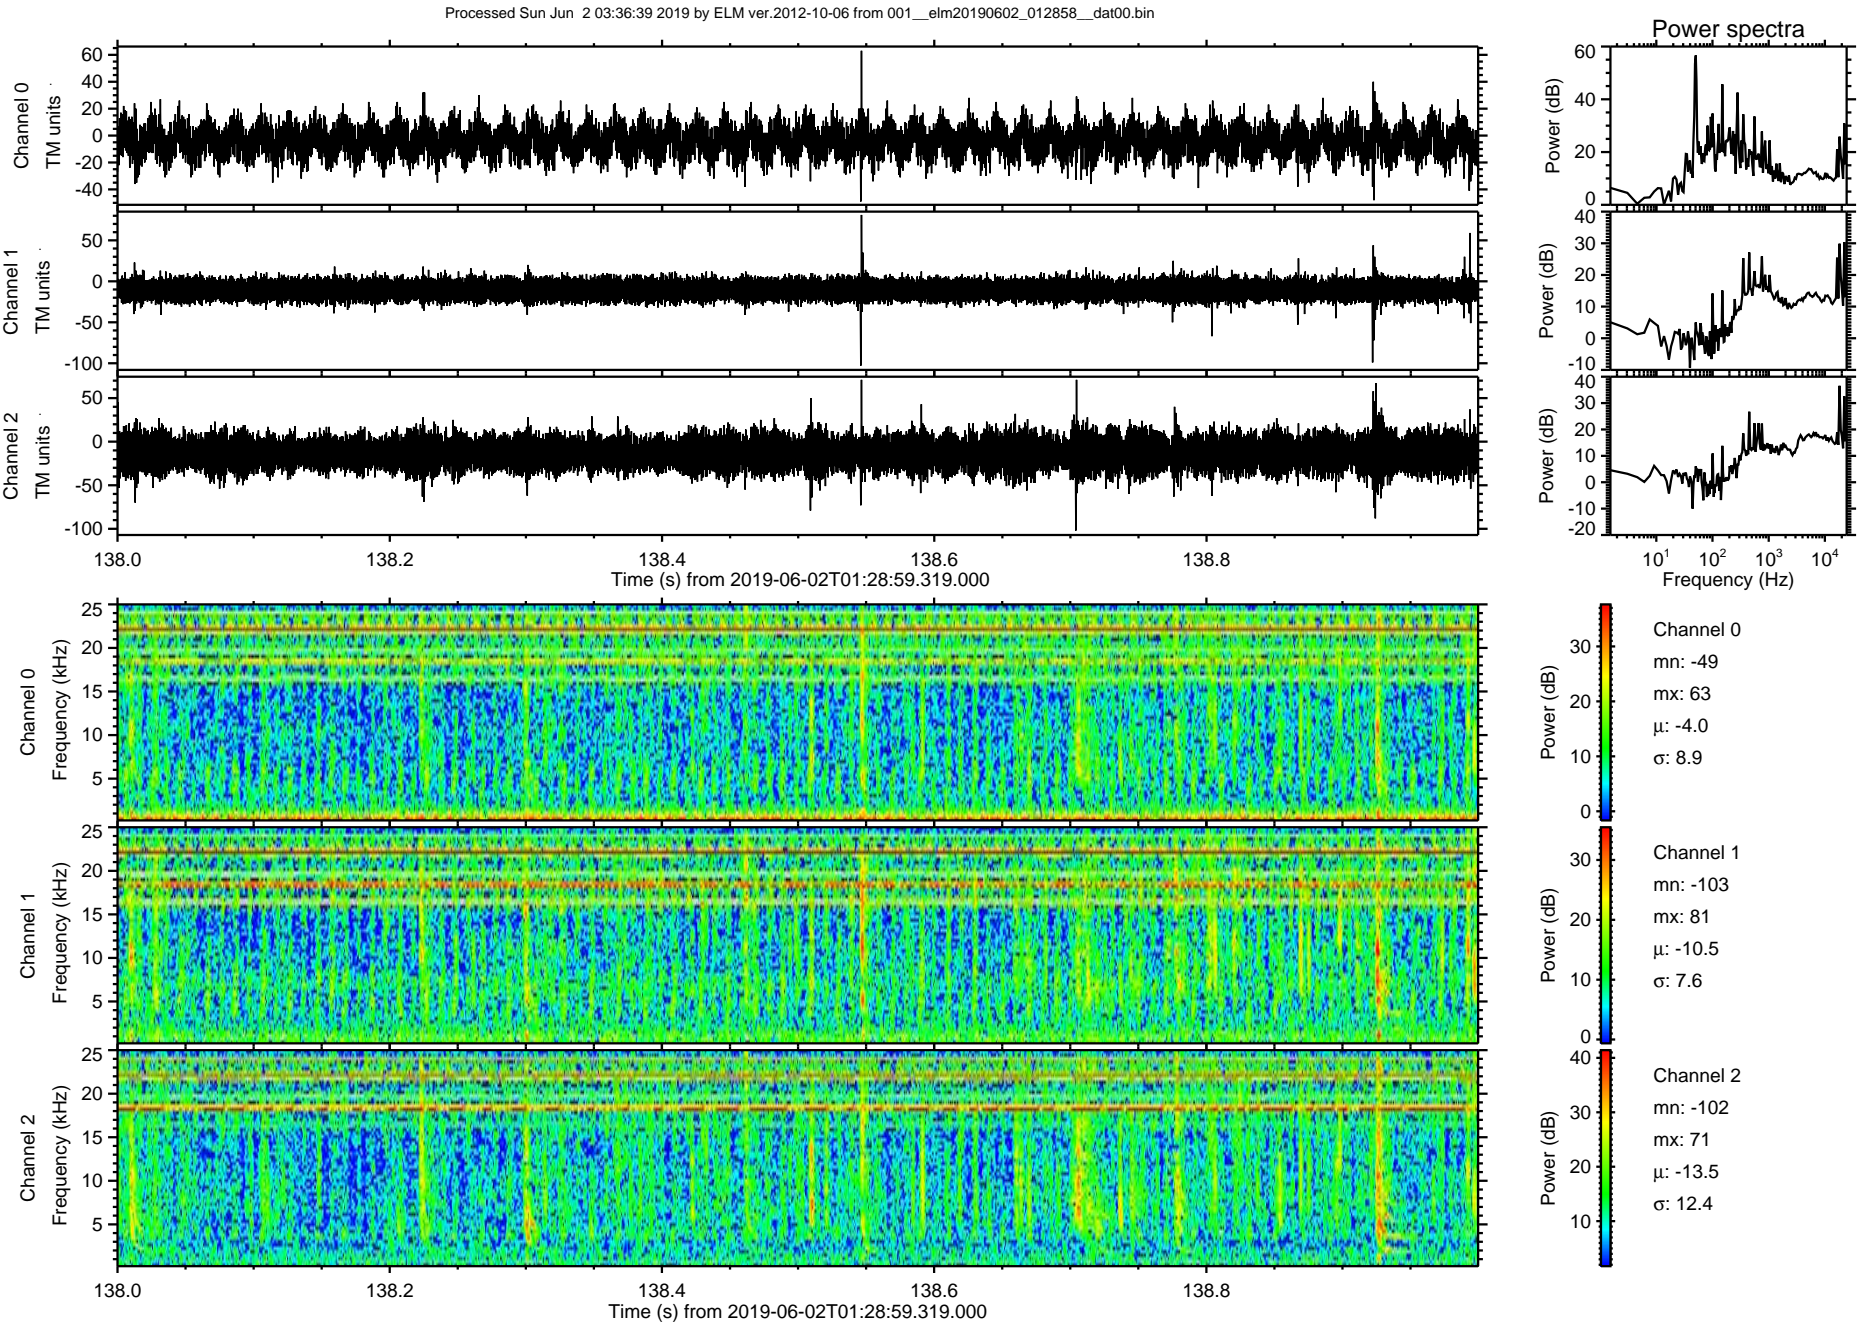 Processed Sun Jun  2 03:36:39 2019 by ELM ver.2012-10-06 from 001__elm20190602_012858__dat00.bin
Power spectra
Channel 0
TM units
60
40
20
0
-20
-40
Power (dB)
60
40
20
0
Channel 1
TM units
50
0
-50
-100
Power (dB)
40
30
20
10
0
-10
Channel 2
TM units
50
0
-50
-100
Power (dB)
40
30
20
10
0
-10
-20
138.0 138.2 138.4 138.6 138.8
Time (s) from 2019-06-02T01:28:59.319.000
10^1 10^2 10^3 10^4
Frequency (Hz)
Channel 0
Frequency (kHz)
25
20
15
10
5
Power (dB)
30
20
10
0
Channel 0
mn: -49
mx: 63
μ: -4.0
σ: 8.9
Channel 1
Frequency (kHz)
25
20
15
10
5
Power (dB)
30
20
10
0
Channel 1
mn: -103
mx: 81
μ: -10.5
σ: 7.6
Channel 2
Frequency (kHz)
25
20
15
10
5
Power (dB)
40
30
20
10
Channel 2
mn: -102
mx: 71
μ: -13.5
σ: 12.4
138.0 138.2 138.4 138.6 138.8
Time (s) from 2019-06-02T01:28:59.319.000